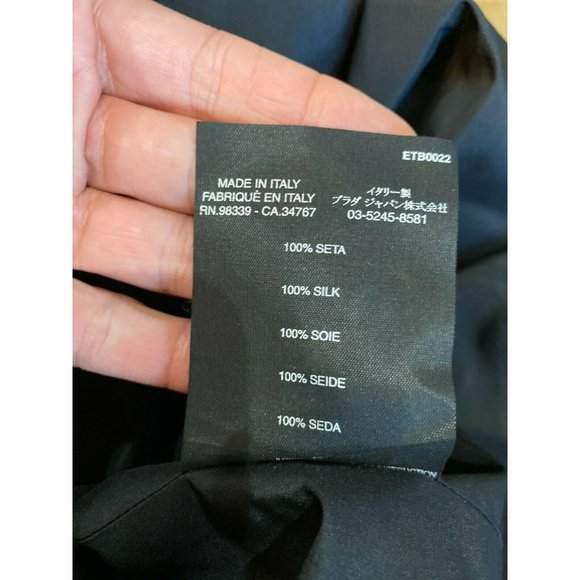 ETB0022
MADE IN ITALY
FABRIQUÉ EN ITALY
RN.98339 - CA.34767
イタリー製
プラダ ジャパン株式会社
03-5245-8581
100% SETA
100% SILK
100% SOIE
100% SEIDE
100% SEDA